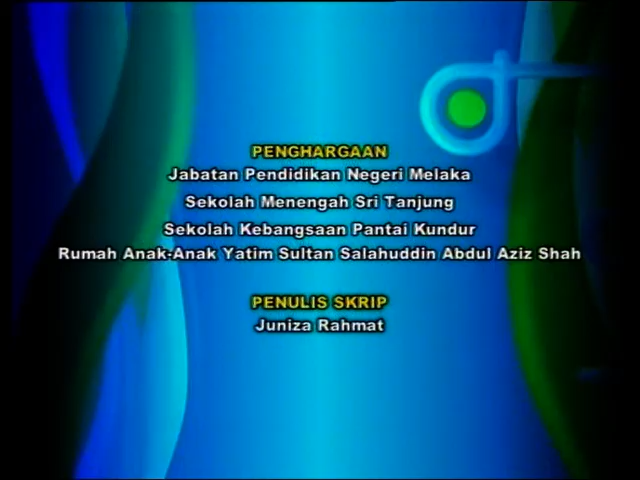 PENGHARGAAN
Jabatan Pendidikan Negeri Melaka
Sekolah Menengah Sri Tanjung
Sekolah Kebangsaan Pantai Kundur
Rumah Anak-Anak Yatim Sultan Salahuddin Abdul Aziz Shah
PENULIS SKRIP
Juniza Rahmat